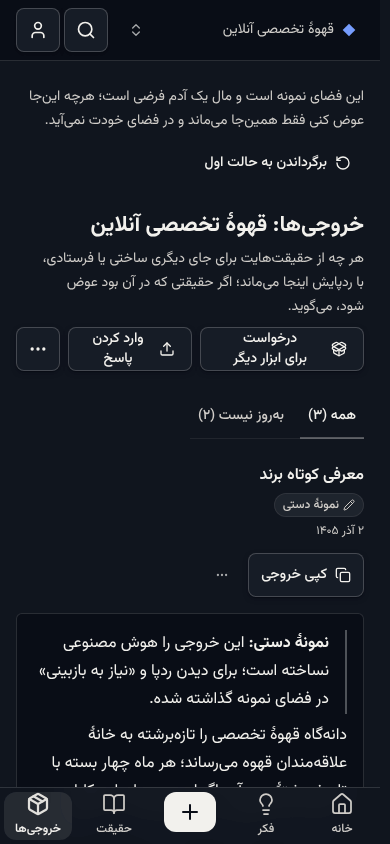 قهوهٔ تخصصی آنلاین
این فضای نمونه است و مال یک آدم فرضی است؛ هرچه این‌جا
عوض کنی فقط همین‌جا می‌ماند و در فضای خودت نمی‌آید.
برگرداندن به حالت اول
خروجی‌ها: قهوهٔ تخصصی آنلاین
هر چه از حقیقت‌هایت برای جای دیگری ساختی یا فرستادی،
با ردپایش اینجا می‌ماند؛ اگر حقیقتی که در آن بود عوض
شود، می‌گوید.
درخواست
برای ابزار دیگر
وارد کردن
پاسخ
همه (۳)
به‌روز نیست (۲)
معرفی کوتاه برند
نمونهٔ دستی
۲ آذر ۱۴۰۵
کپی خروجی
نمونهٔ دستی: این خروجی را هوش مصنوعی
نساخته است؛ برای دیدن ردپا و «نیاز به بازبینی»
در فضای نمونه گذاشته شده.
دانه‌گاه قهوهٔ تخصصی را تازه‌برشته به خانهٔ
علاقه‌مندان قهوه می‌رساند؛ هر ماه چهار بسته با
خانه
فکر
حقیقت
خروجی‌ها